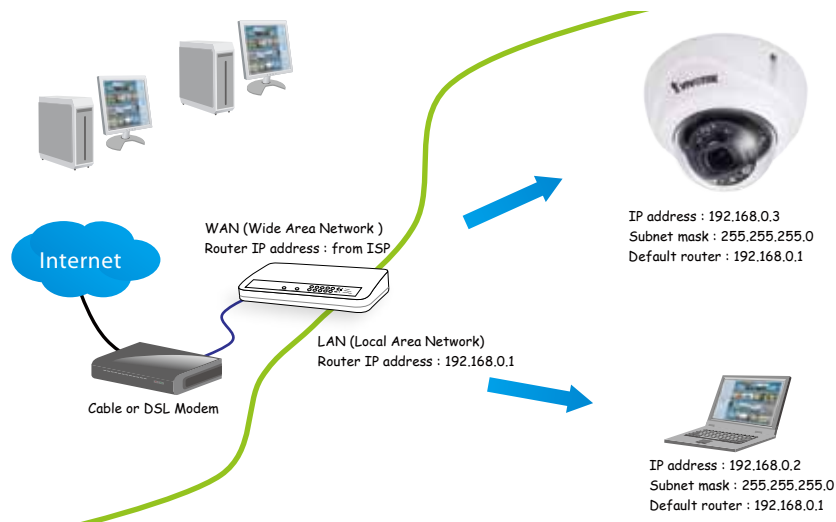 VIVOTEK
WAN (Wide Area Network )
Router IP address : from ISP
Internet
IP address : 192.168.0.3
Subnet mask : 255.255.255.0
Default router : 192.168.0.1
LAN (Local Area Network)
Router IP address : 192.168.0.1
Cable or DSL Modem
IP address : 192.168.0.2
Subnet mask : 255.255.255.0
Default router : 192.168.0.1